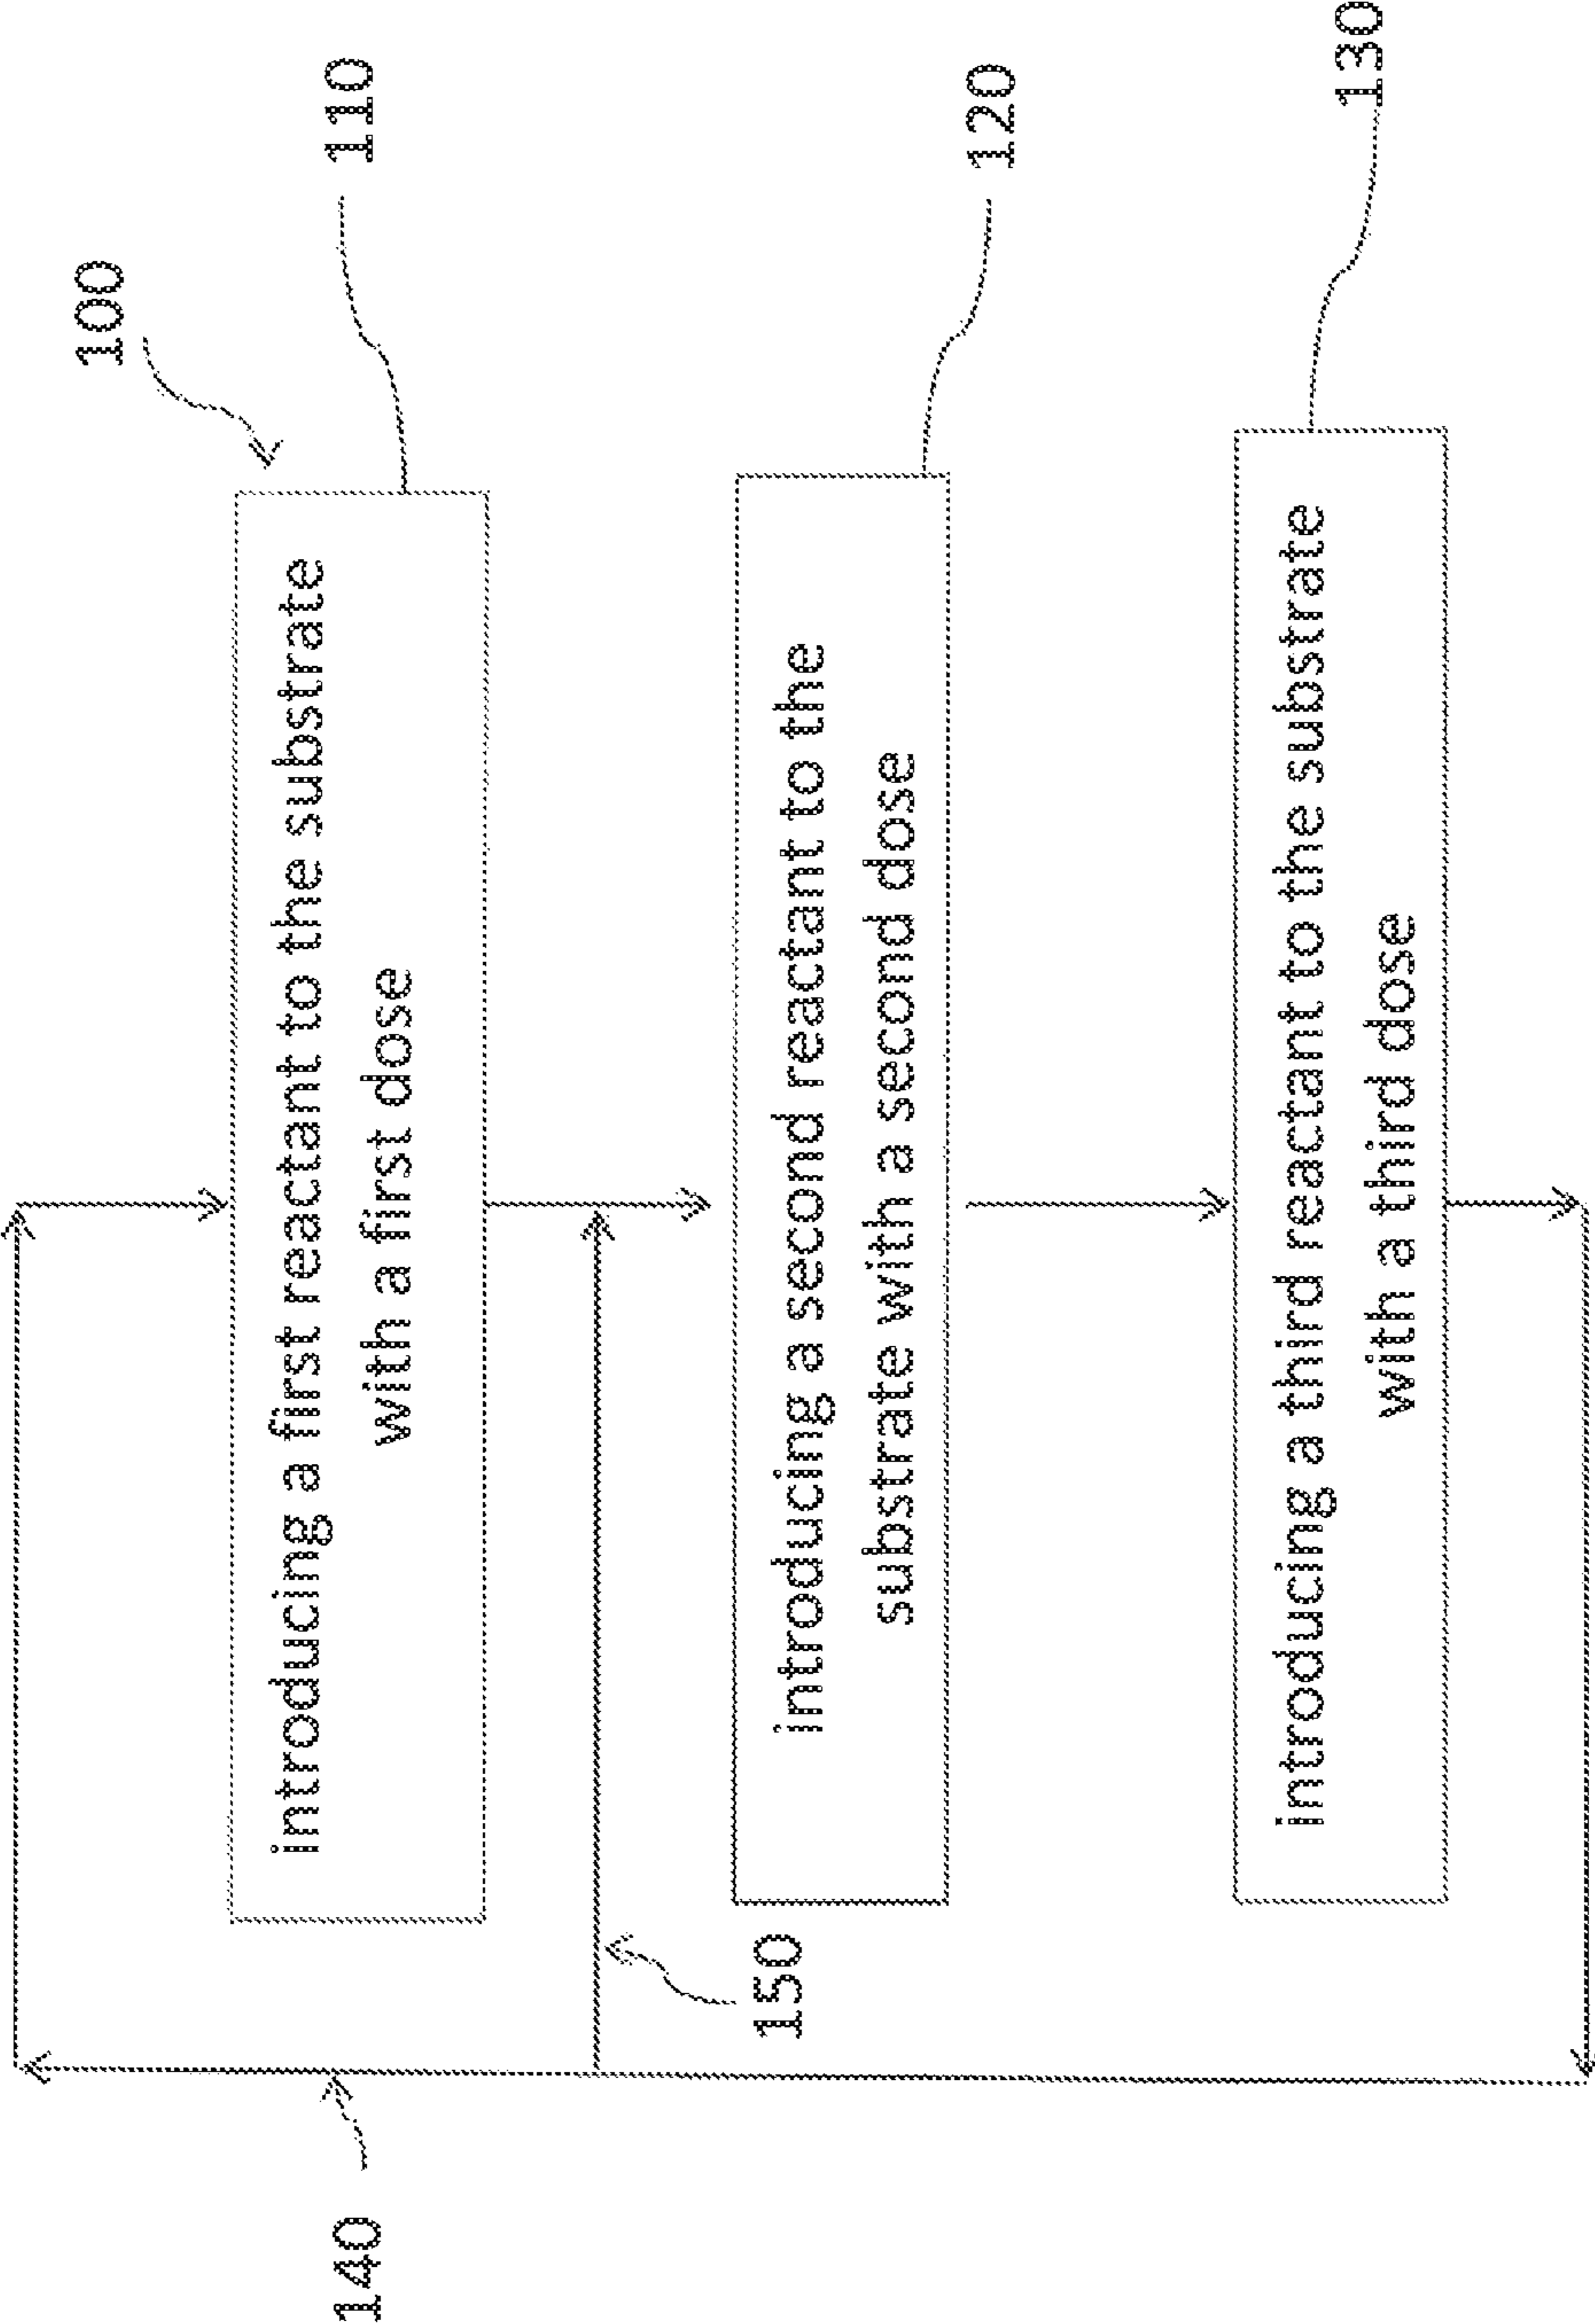 100
introducing a first reactant to the substrate
with a first dose
110
150
introducing a second reactant to the
substrate with a second dose
120
introducing a third reactant to the substrate
with a third dose
130
140